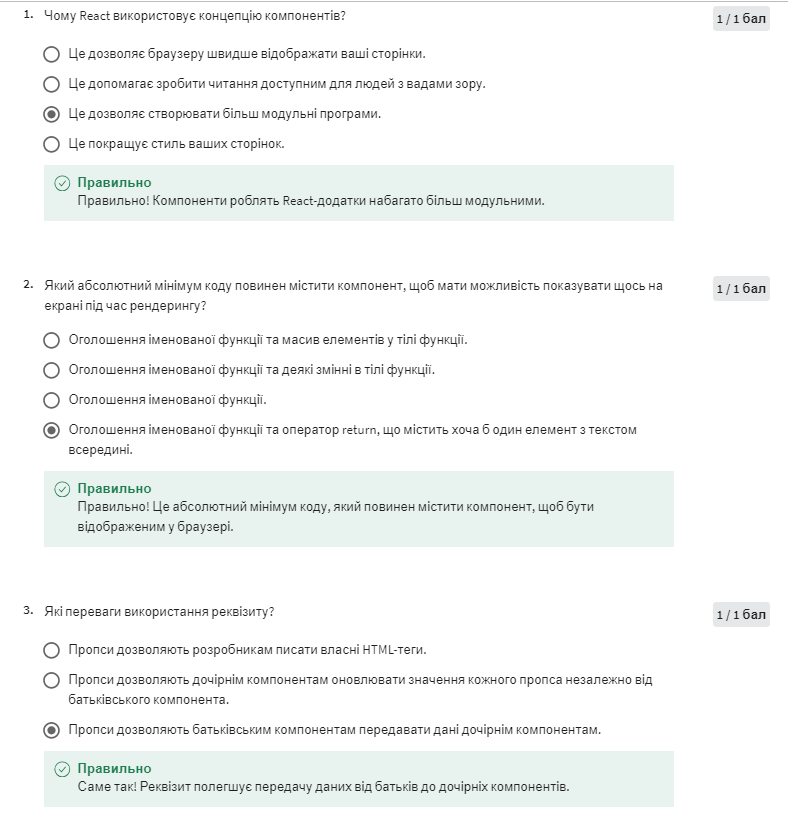 1. Чому React використовує концепцію компонентів?
1 / 1 бал
Це дозволяє браузеру швидше відображати ваші сторінки.
Це допомагає зробити читання доступним для людей з вадами зору.
Це дозволяє створювати більш модульні програми.
Це покращує стиль ваших сторінок.
Правильно
Правильно! Компоненти роблять React-додатки набагато більш модульними.
2. Який абсолютний мінімум коду повинен містити компонент, щоб мати можливість показувати щось на
екрані під час рендерингу?
1 / 1 бал
Оголошення іменованої функції та масив елементів у тілі функції.
Оголошення іменованої функції та деякі змінні в тілі функції.
Оголошення іменованої функції.
Оголошення іменованої функції та оператор return, що містить хоча б один елемент з текстом
всередині.
Правильно
Правильно! Це абсолютний мінімум коду, який повинен містити компонент, щоб бути
відображеним у браузері.
3. Які переваги використання реквізиту?
1 / 1 бал
Пропси дозволяють розробникам писати власні HTML-теги.
Пропси дозволяють дочірнім компонентам оновлювати значення кожного пропса незалежно від
батьківського компонента.
Пропси дозволяють батьківським компонентам передавати дані дочірнім компонентам.
Правильно
Саме так! Реквізит полегшує передачу даних від батьків до дочірніх компонентів.